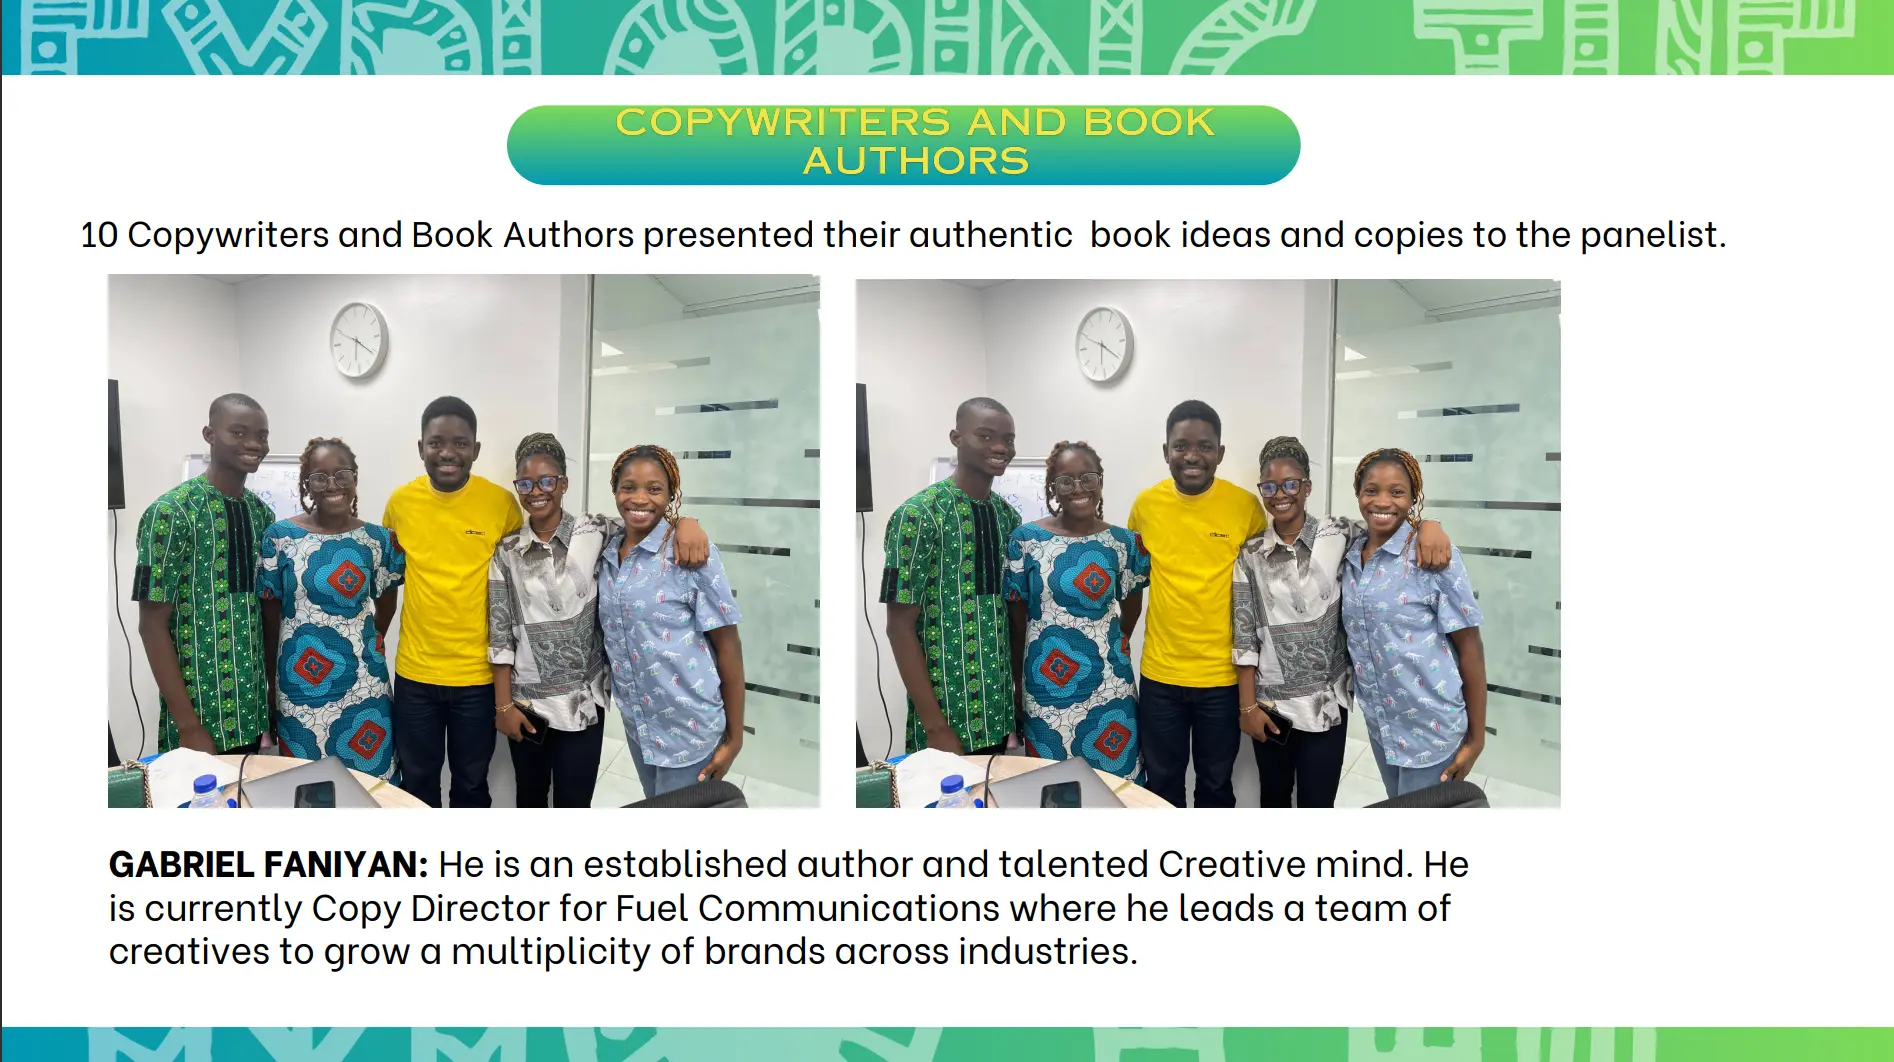 COPYWRITERS AND BOOK
AUTHORS
10 Copywriters and Book Authors presented their authentic  book ideas and copies to the panelist.
GABRIEL FANIYAN: He is an established author and talented Creative mind. He
is currently Copy Director for Fuel Communications where he leads a team of
creatives to grow a multiplicity of brands across industries.